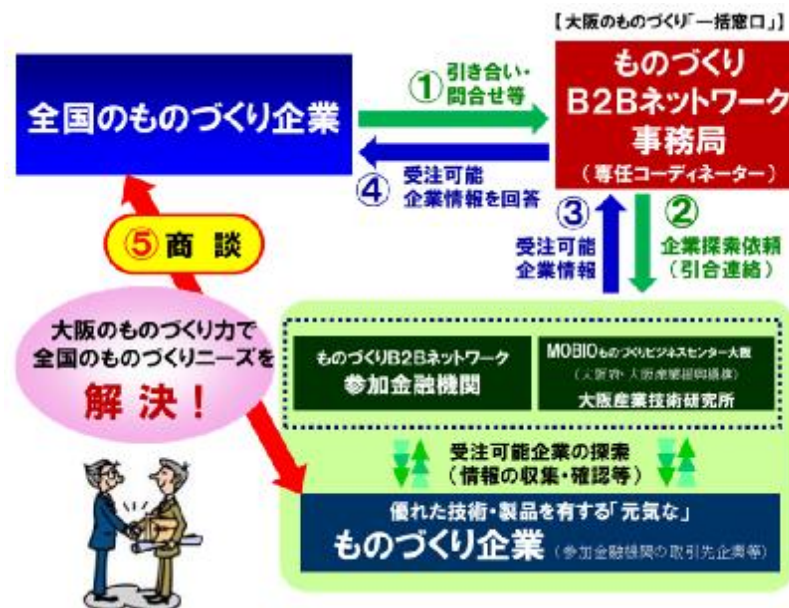 【大阪のものづくり「一括窓口」】
全国のものづくり企業
①引き合い・
問合せ等
ものづくり
B2Bネットワーク
事務局
(専任コーディネーター)
④受注可能
企業情報を回答
③
受注可能
企業情報
②
企業探索依頼
(引合連絡)
⑤商談
大阪のものづくり力で
全国のものづくりニーズを
解決!
ものづくりB2Bネットワーク
参加金融機関
MOBIOものづくりビジネスセンター大阪
(大阪府・大阪産業振興機構)
大阪産業技術研究所
受注可能企業の探索
(情報の収集・確認等)
優れた技術・製品を有する「元気な」
ものづくり企業(参加金融機関の取引先企業等)